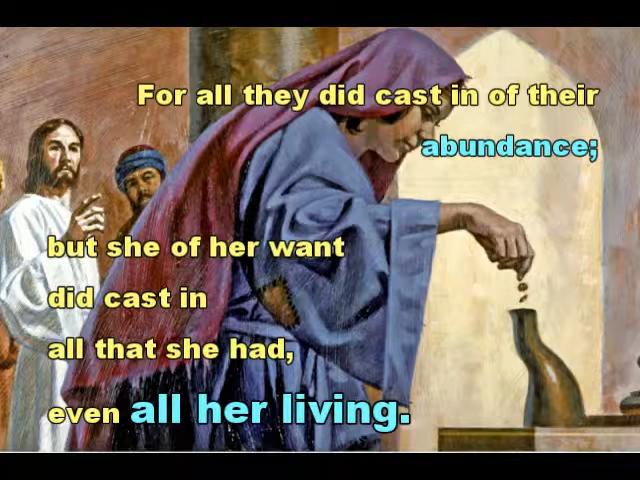 For all they did cast in of their
abundance;
but she of her want
did cast in
all that she had,
even all her living.